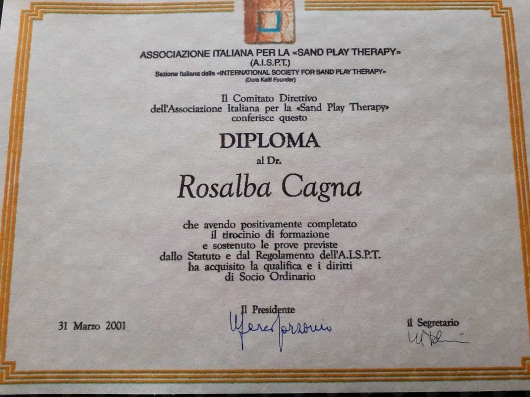 ASSOCIAZIONE ITALIANA PER LA «SAND PLAY THERAPY»
(A.I.S.P.T.)
Sezione Italiana della «INTERNATIONAL SOCIETY FOR SAND PLAY THERAPY»
(Dora Kalff Founder)
Il Comitato Direttivo
dell'Associazione Italiana per la «Sand Play Therapy»
conferisce questo
DIPLOMA
al Dr.
Rosalba Cagna
che avendo positivamente completato
il tirocinio di formazione
e sostenuto le prove previste
dallo Statuto e dal Regolamento dell'A.I.S.P.T.
ha acquisito la qualifica e i diritti
di Socio Ordinario
Il Presidente
31 Marzo 2001
il Segretario